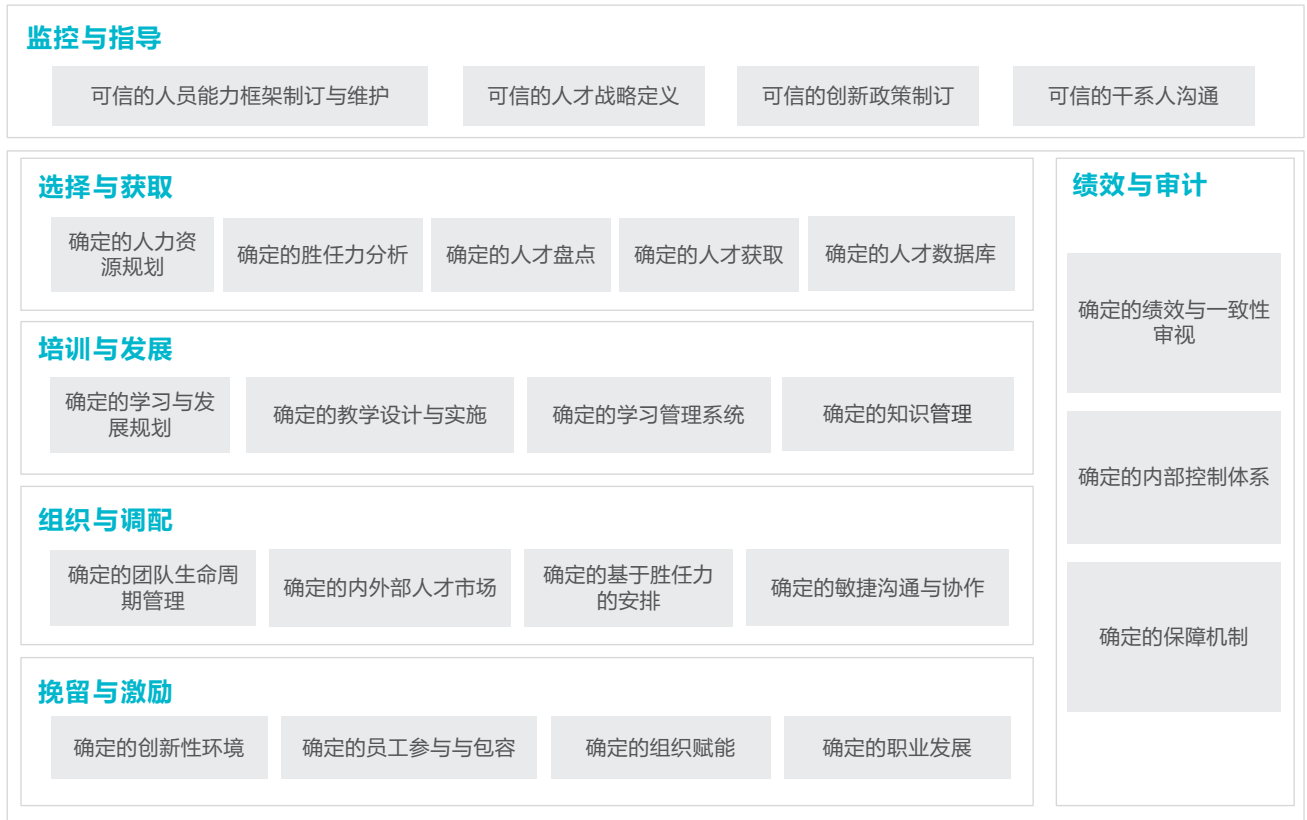 监控与指导
可信的人员能力框架制订与维护
可信的人才战略定义
可信的创新政策制订
可信的干系人沟通
选择与获取
确定的人力资
源规划
确定的胜任力分析
确定的人才盘点
确定的人才获取
确定的人才数据库
培训与发展
确定的学习与发
展规划
确定的教学设计与实施
确定的学习管理系统
确定的知识管理
组织与调配
确定的团队生命周
期管理
确定的内外部人才市场
确定的基于胜任力
的安排
确定的敏捷沟通与协作
挽留与激励
确定的创新性环境
确定的员工参与与包容
确定的组织赋能
确定的职业发展
绩效与审计
确定的绩效与一致性
审视
确定的内部控制体系
确定的保障机制